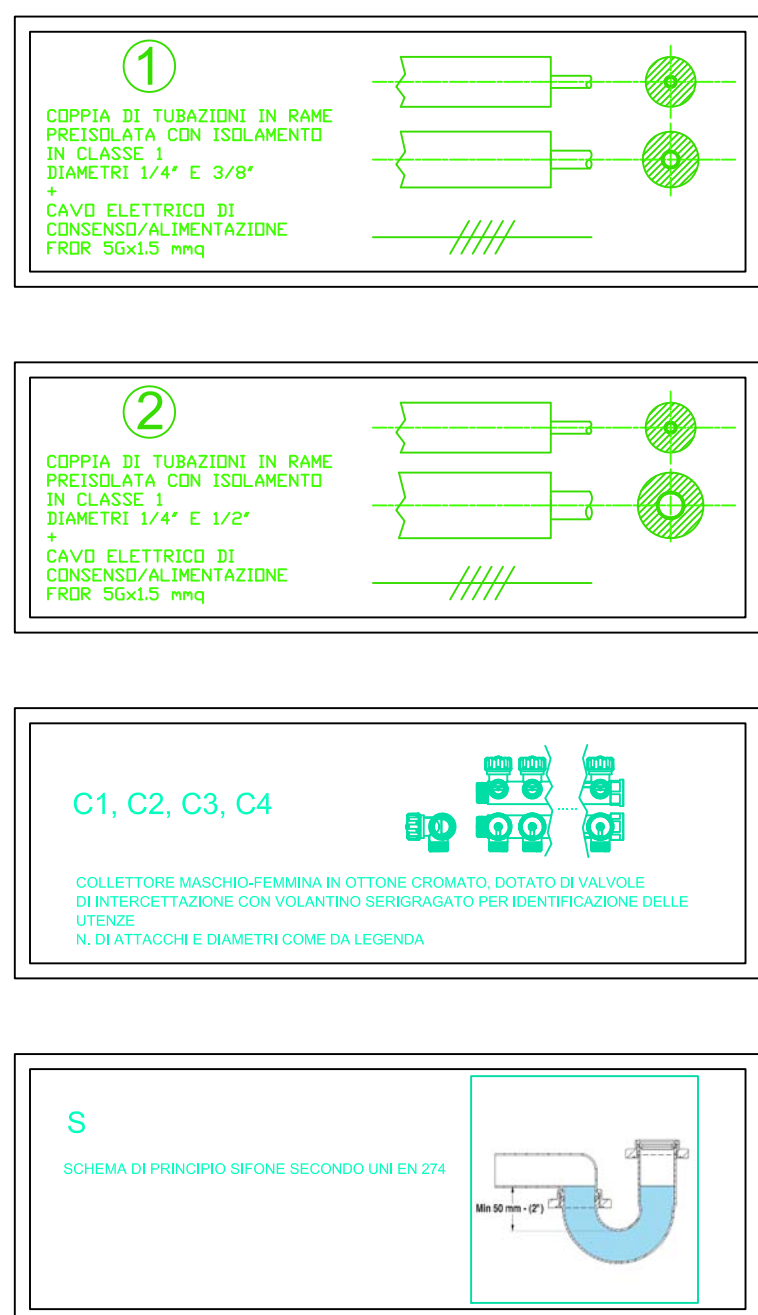 1
COPPIA DI TUBAZIONI IN RAME
PREISOLATA CON ISOLAMENTO
IN CLASSE 1
DIAMETRI 1/4" E 3/8"
+
CAVO ELETTRICO DI
CONSENSO/ALIMENTAZIONE
FROR 5Gx1.5 mmq
2
COPPIA DI TUBAZIONI IN RAME
PREISOLATA CON ISOLAMENTO
IN CLASSE 1
DIAMETRI 1/4" E 1/2"
+
CAVO ELETTRICO DI
CONSENSO/ALIMENTAZIONE
FROR 5Gx1.5 mmq
C1, C2, C3, C4
COLLETTORE MASCHIO-FEMMINA IN OTTONE CROMATO, DOTATO DI VALVOLE
DI INTERCETTAZIONE CON VOLANTINO SERIGRAGATO PER IDENTIFICAZIONE DELLE
UTENZE
N. DI ATTACCHI E DIAMETRI COME DA LEGENDA
S
SCHEMA DI PRINCIPIO SIFONE SECONDO UNI EN 274
Min 50 mm - (2")